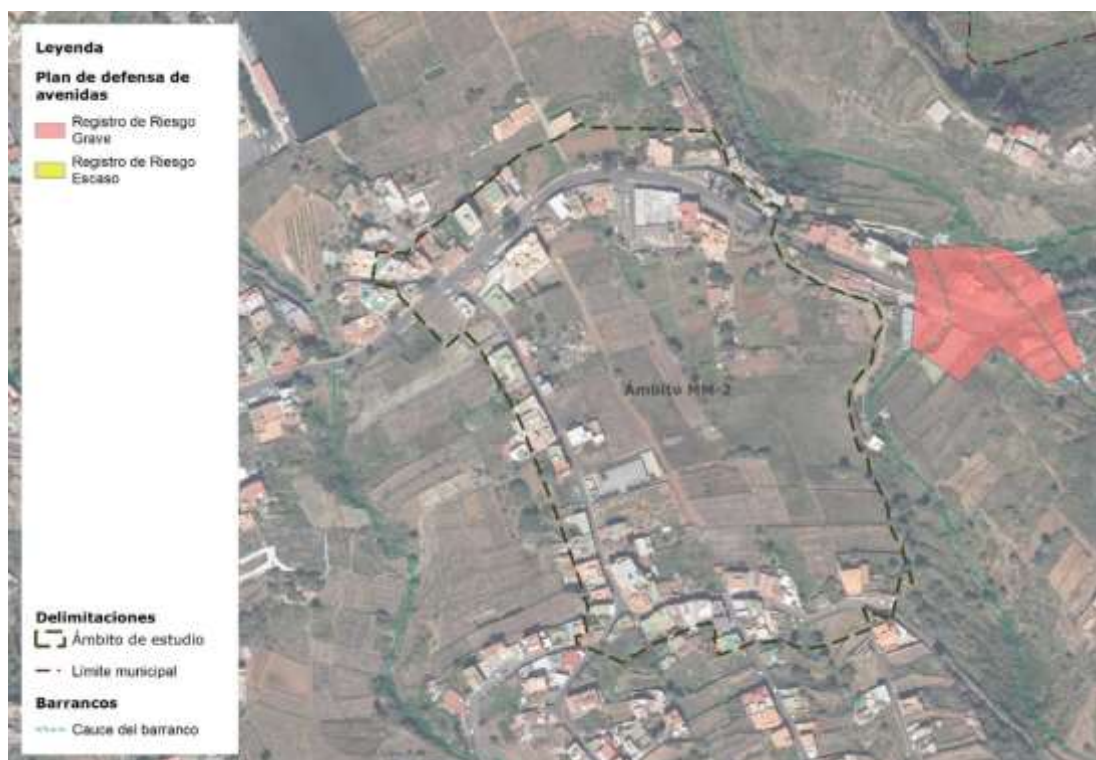 Leyenda
Plan de defensa de
avenidas
Registro de Riesgo
Grave
Registro de Riesgo
Escaso
Delimitaciones
Ámbito de estudio
Límite municipal
Barrancos
Cauce del barranco
Ámbito MM-2